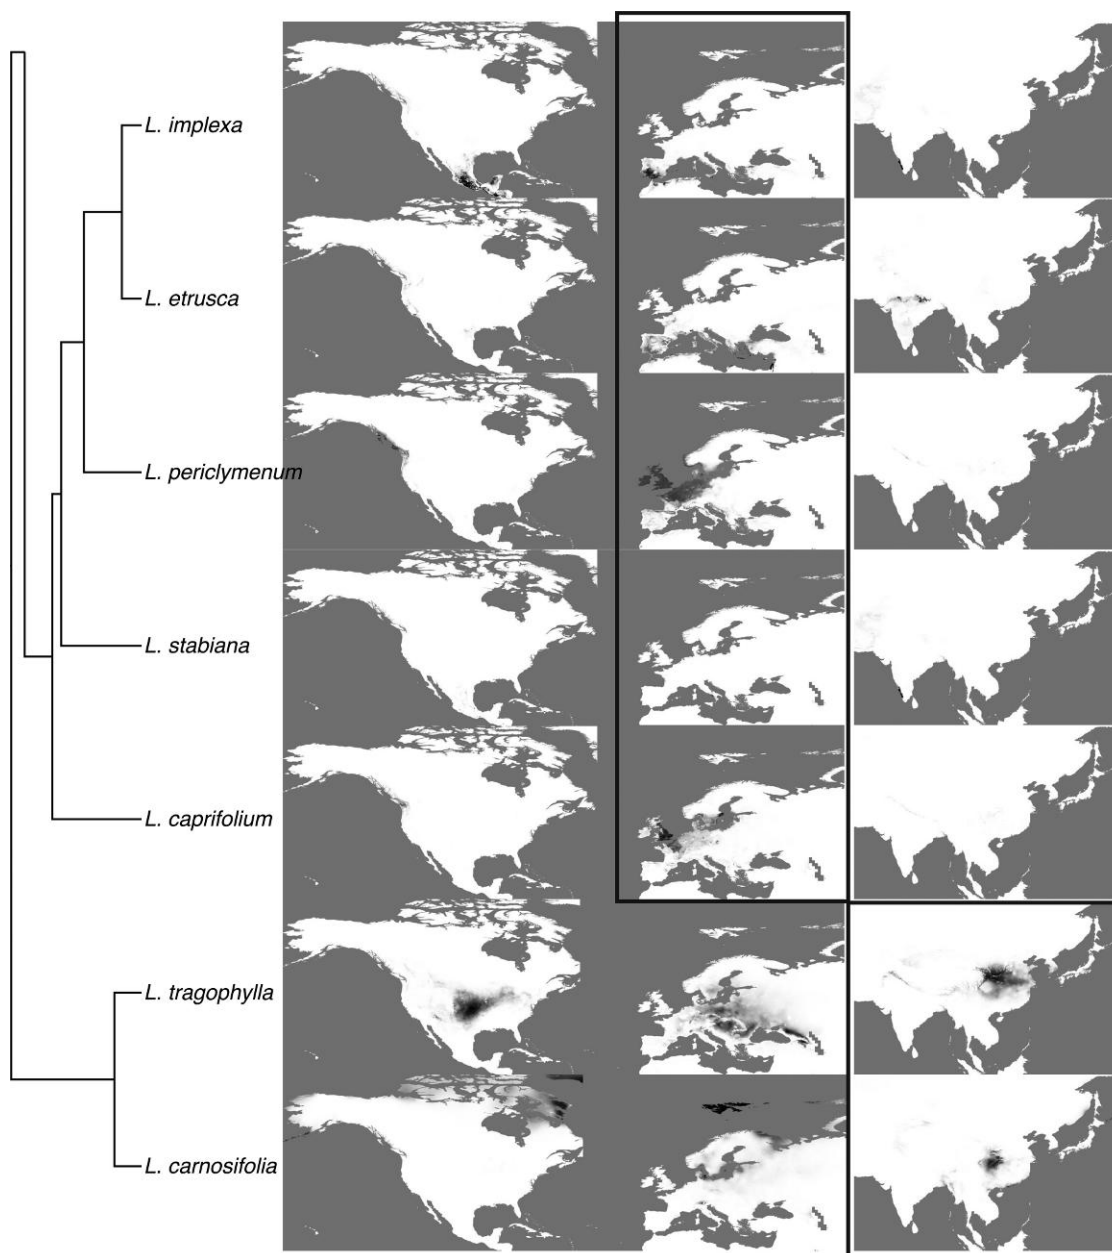 L. implexa
L. etrusca
L. periclymenum
L. stabiana
L. caprifolium
L. tragophylla
L. carnosifolia